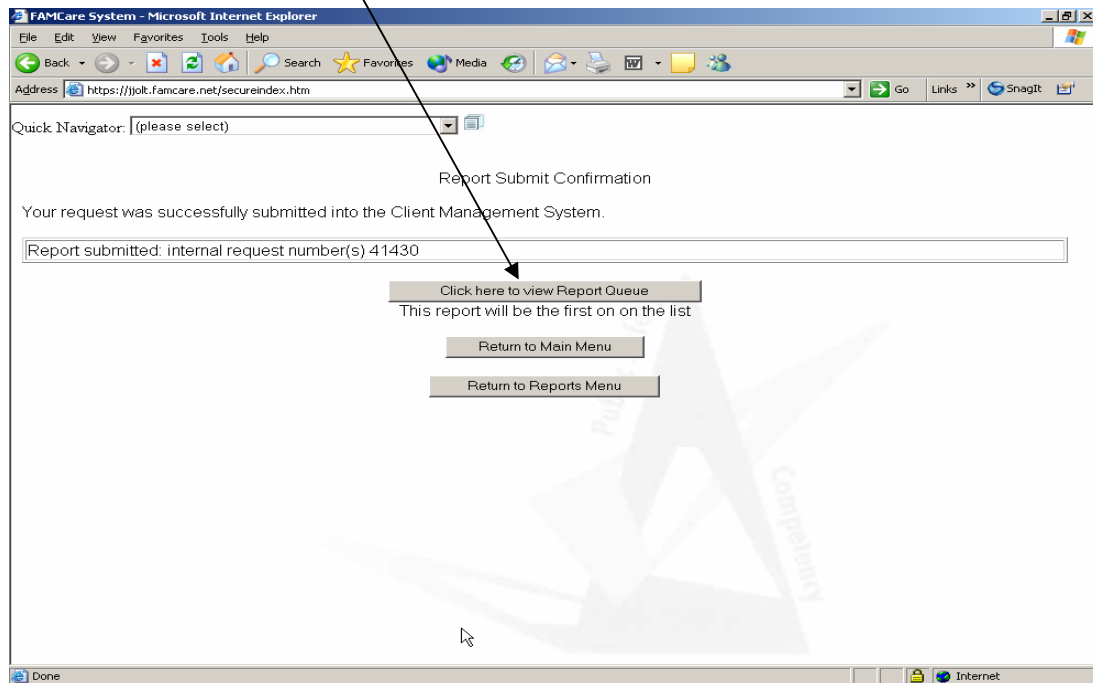 FAMCare System - Microsoft Internet Explorer
File Edit View Favorites Tools Help
Back Search Favorites Media
Address https://jjolt.famcare.net/secureindex.htm Go Links » SnagIt
Quick Navigator: (please select)
Report Submit Confirmation
Your request was successfully submitted into the Client Management System.
Report submitted: internal request number(s) 41430
Click here to view Report Queue
This report will be the first on on the list
Return to Main Menu
Return to Reports Menu
Competency
Done Internet